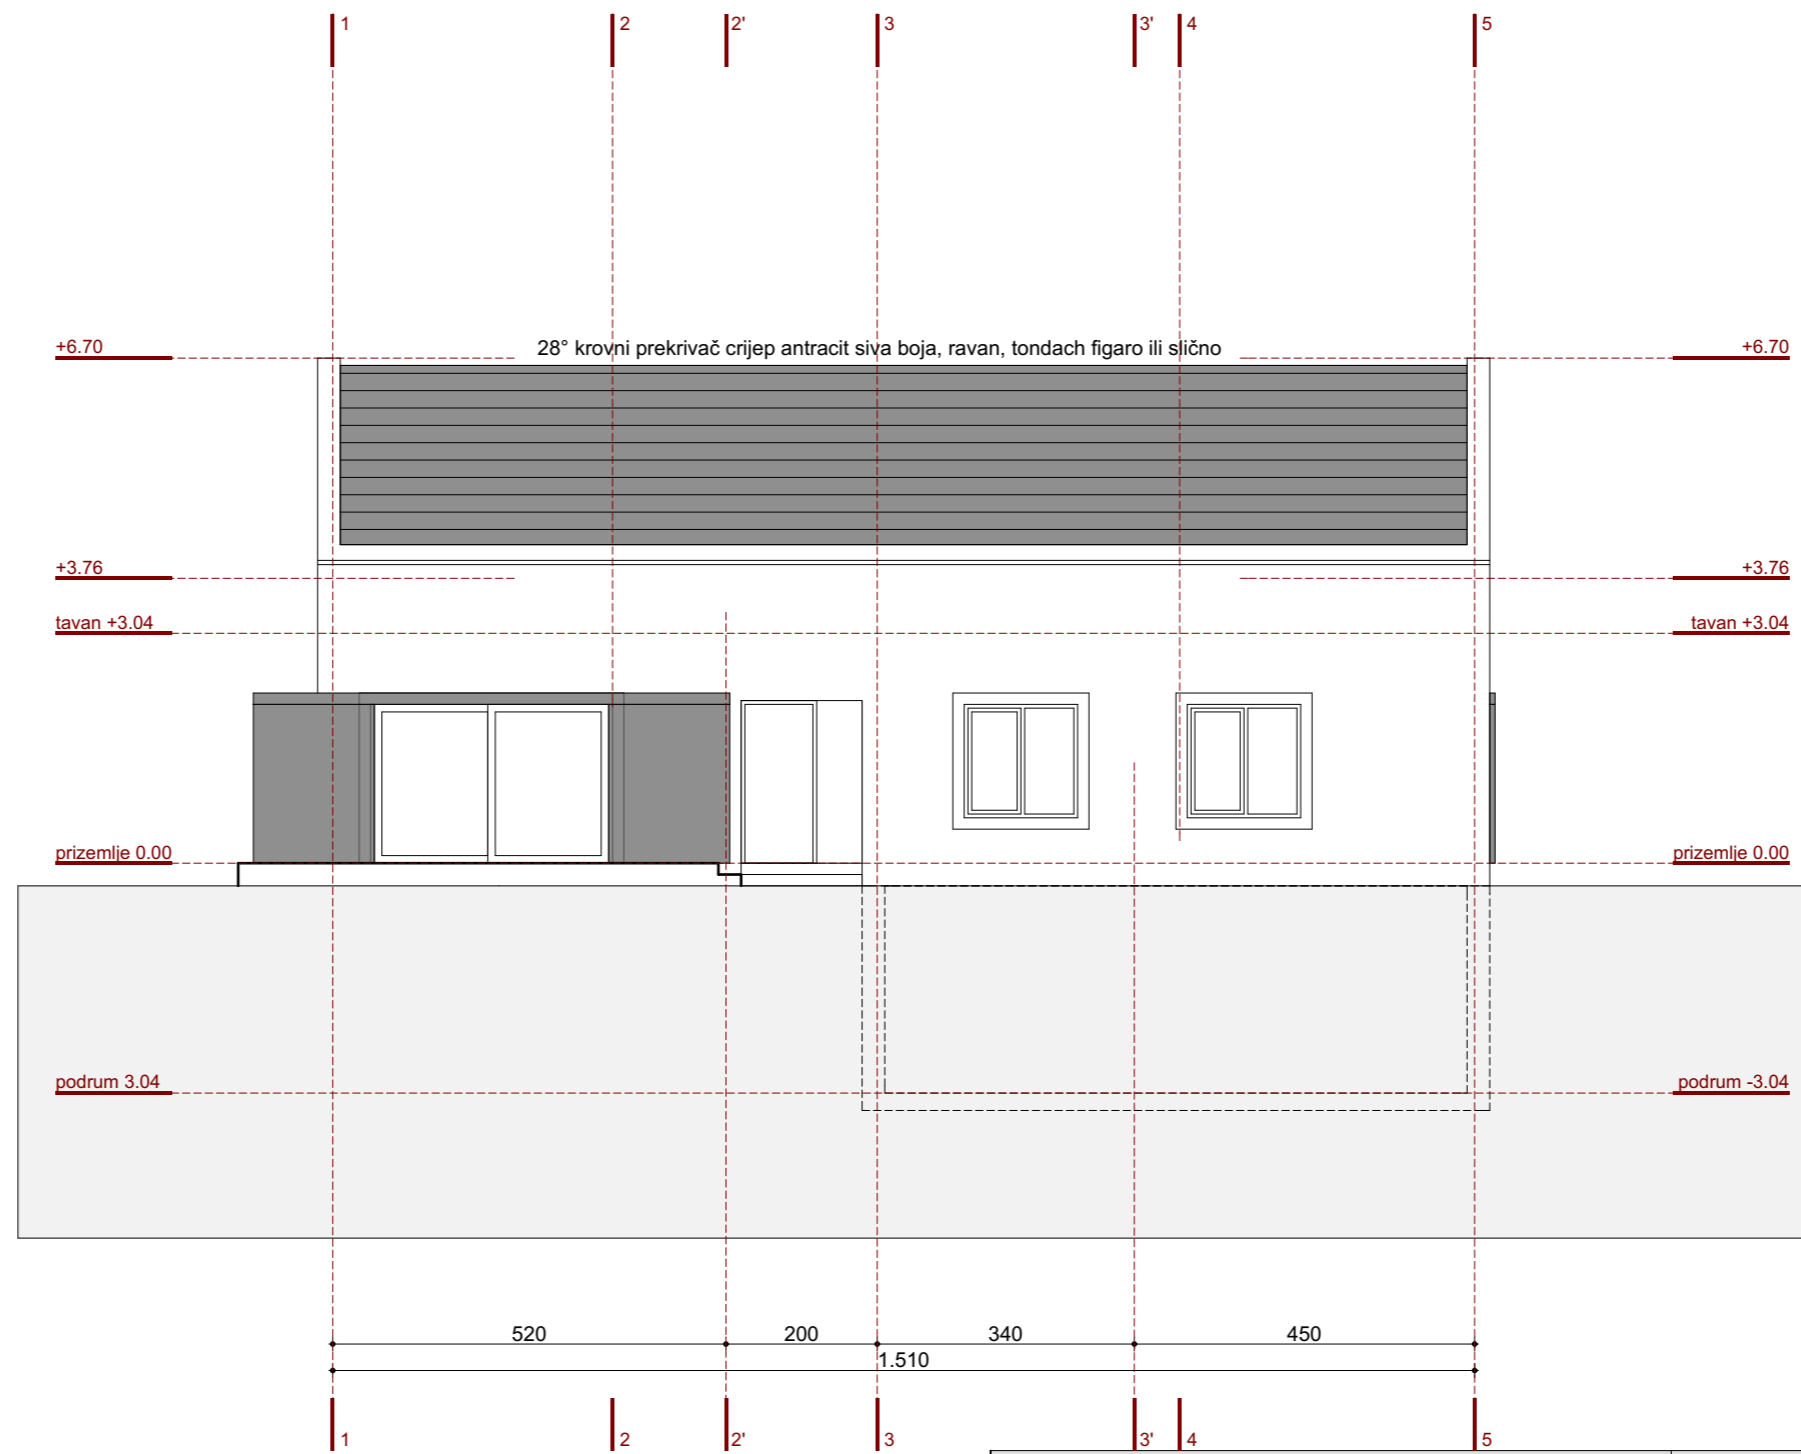 1 2 2' 3 3' 4 5
28° krovni prekrivač crijep antracit siva boja, ravan, tondach figaro ili slično
+6.70 +6.70
+3.76 +3.76
tavan +3.04 tavan +3.04
prizemlje 0.00 prizemlje 0.00
podrum 3.04 podrum -3.04
520 200 340 450
1.510
1 2 2' 3 3' 4 5